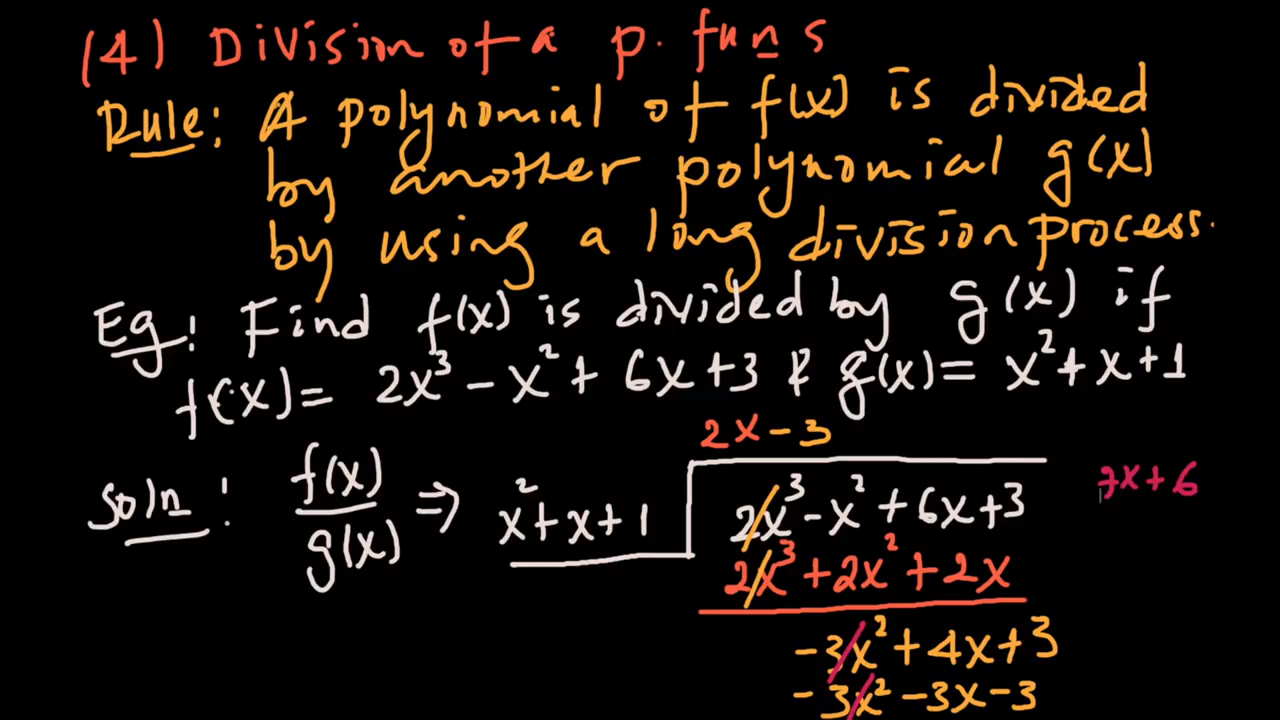 (4) Division of a p. funs
Rule: A polynomial of f(x) is divided
by another polynomial g(x)
by using a long division process.
Eg: Find f(x) is divided by g(x) if
f(x) = 2x³ - x² + 6x + 3 & g(x) = x² + x + 1
2x - 3
Soln: f(x)/g(x) ⇒ x² + x + 1 2x³ - x² + 6x + 3 7x + 6
2x³ + 2x² + 2x
-3x² + 4x + 3
-3x² - 3x - 3